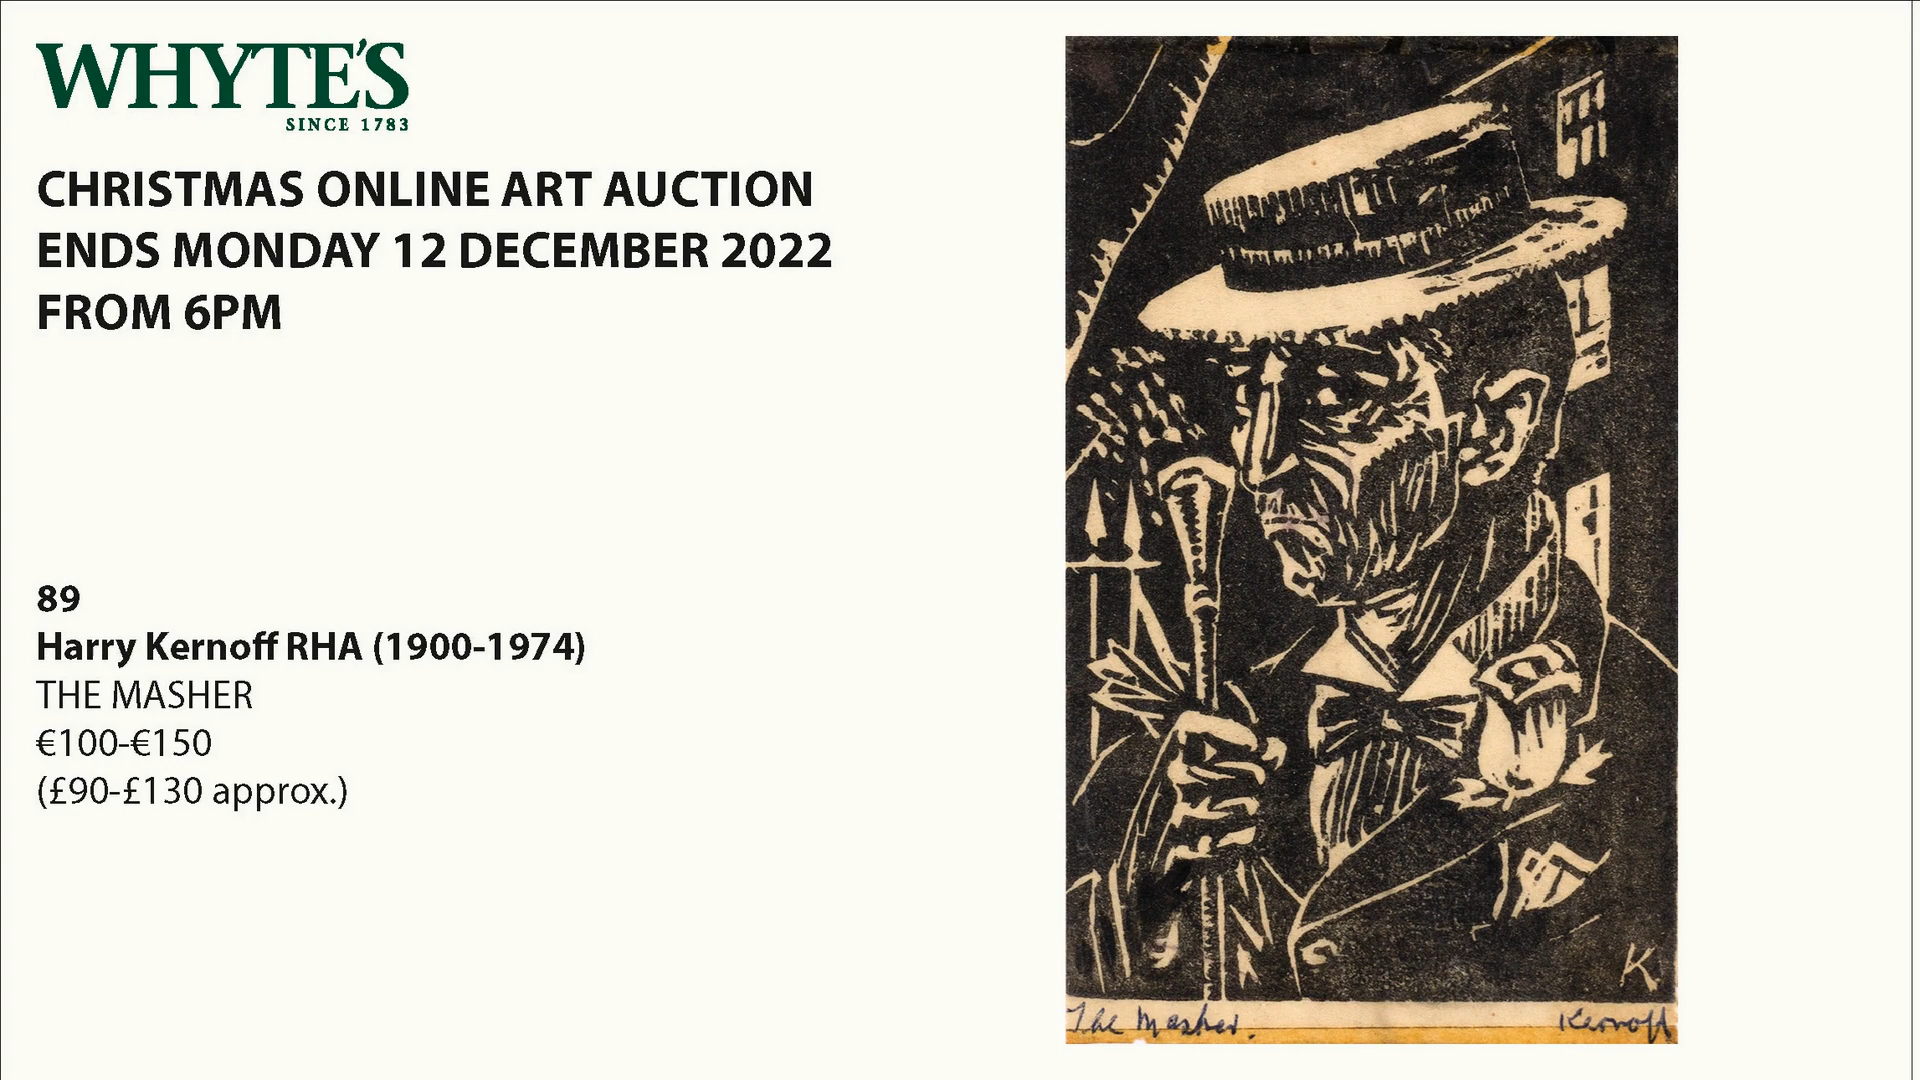 WHYTE'S
SINCE 1783
CHRISTMAS ONLINE ART AUCTION
ENDS MONDAY 12 DECEMBER 2022
FROM 6PM
89
Harry Kernoff RHA (1900-1974)
THE MASHER
€100-€150
(£90-£130 approx.)
K
The Masher. Kernoff